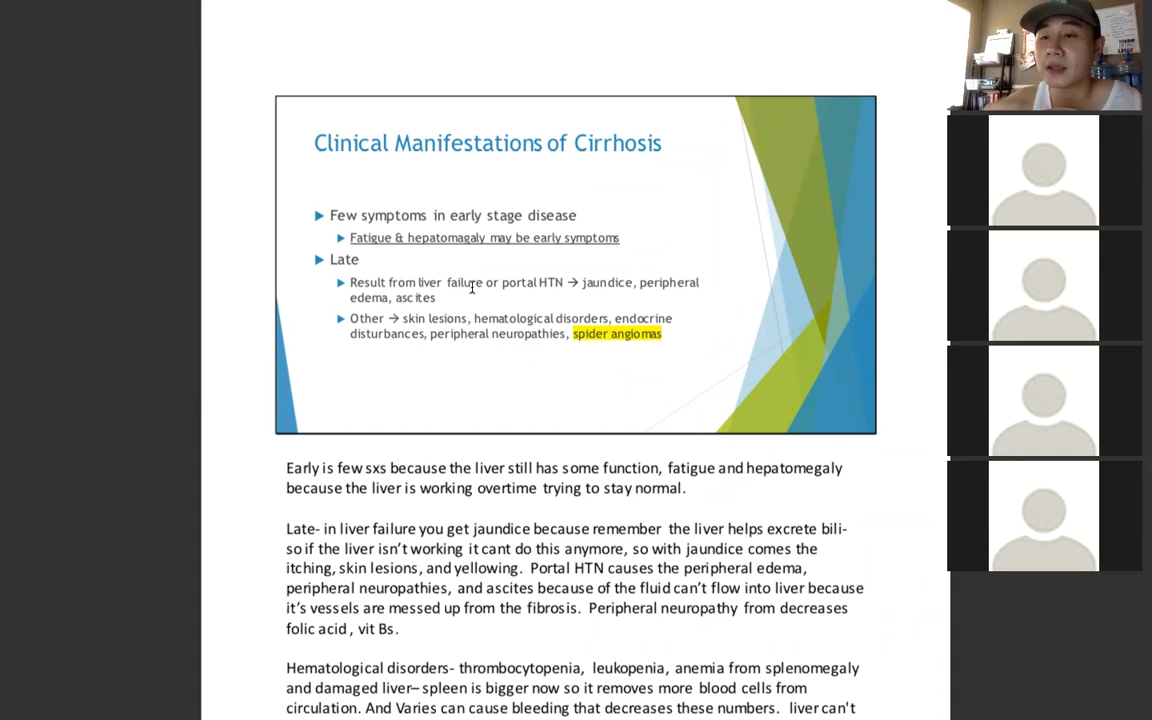 Clinical Manifestations of Cirrhosis
Few symptoms in early stage disease
Fatigue & hepatomagaly may be early symptoms
Late
Result from liver failure or portal HTN → jaundice, peripheral
edema, ascites
Other → skin lesions, hematological disorders, endocrine
disturbances, peripheral neuropathies, spider angiomas
Early is few sxs because the liver still has some function, fatigue and hepatomegaly
because the liver is working overtime trying to stay normal.
Late- in liver failure you get jaundice because remember the liver helps excrete bili-
so if the liver isn't working it cant do this anymore, so with jaundice comes the
itching, skin lesions, and yellowing. Portal HTN causes the peripheral edema,
peripheral neuropathies, and ascites because of the fluid can't flow into liver because
it's vessels are messed up from the fibrosis. Peripheral neuropathy from decreases
folic acid , vit Bs.
Hematological disorders- thrombocytopenia, leukopenia, anemia from splenomegaly
and damaged liver– spleen is bigger now so it removes more blood cells from
circulation. And Varies can cause bleeding that decreases these numbers. liver can't